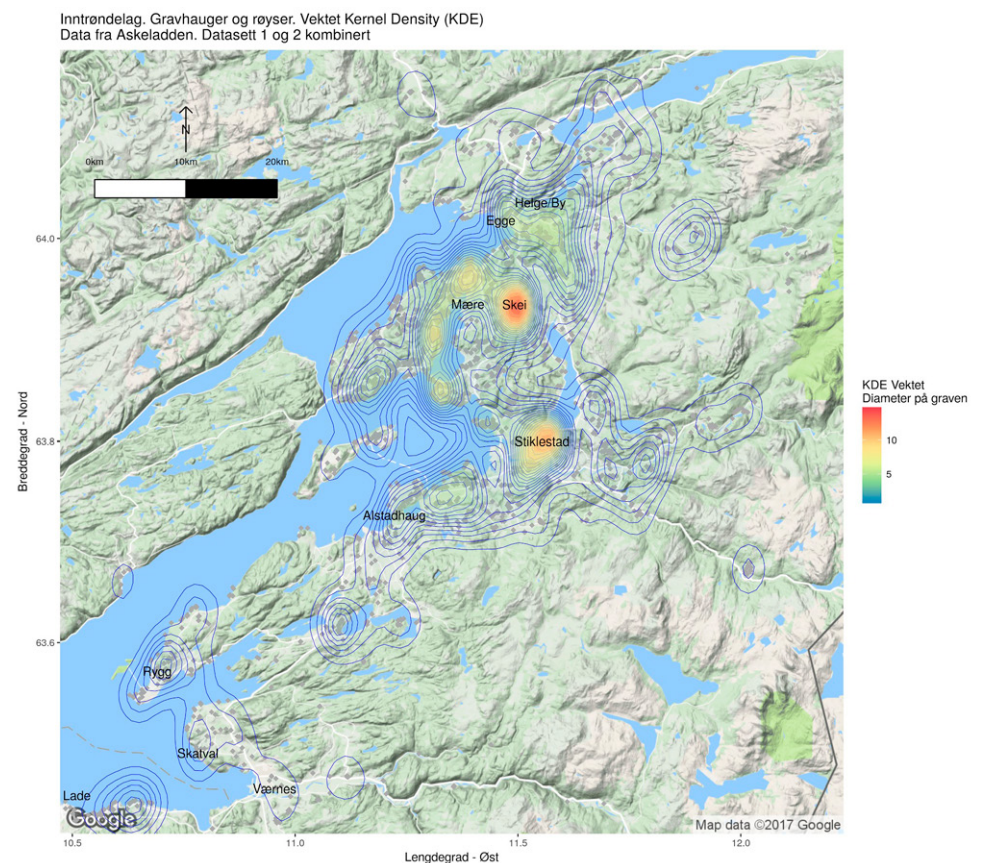 Inntrøndelag. Gravhauger og røyser. Vektet Kernel Density (KDE)
Data fra Askeladden. Datasett 1 og 2 kombinert
N
0km 10km 20km
Helge/By
Egge
64.0
Mære Skei
KDE Vektet
Diameter på graven
10
5
63.8
Stiklestad
Breddegrad - Nord
Alstadhaug
63.6
Rygg
Skatval
Værnes
Lade
Google
Map data ©2017 Google
10.5 11.0 11.5 12.0
Lengdegrad - Øst